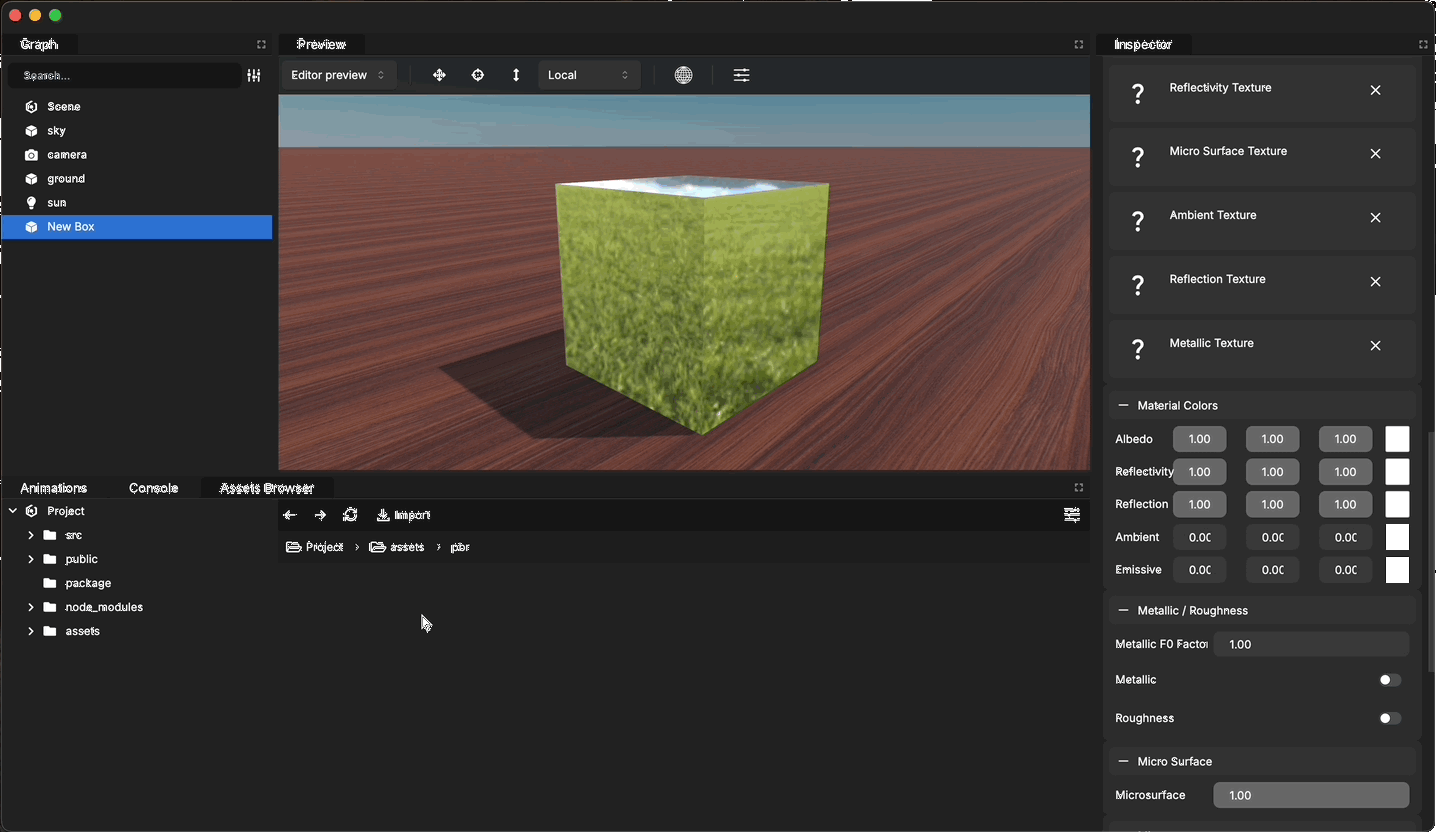 Graph
Search...
Scene
sky
camera
ground
sun
New Box
Preview
Editor preview
Local
Animations
Console
Assets Browser
Project
src
public
package
node_modules
assets
Import
Project › assets › pbr
Inspector
Reflectivity Texture
Micro Surface Texture
Ambient Texture
Reflection Texture
Metallic Texture
Material Colors
Albedo 1.00 1.00 1.00
Reflectivity 1.00 1.00 1.00
Reflection 1.00 1.00 1.00
Ambient 0.00 0.00 0.00
Emissive 0.00 0.00 0.00
Metallic / Roughness
Metallic F0 Factor 1.00
Metallic
Roughness
Micro Surface
Microsurface 1.00